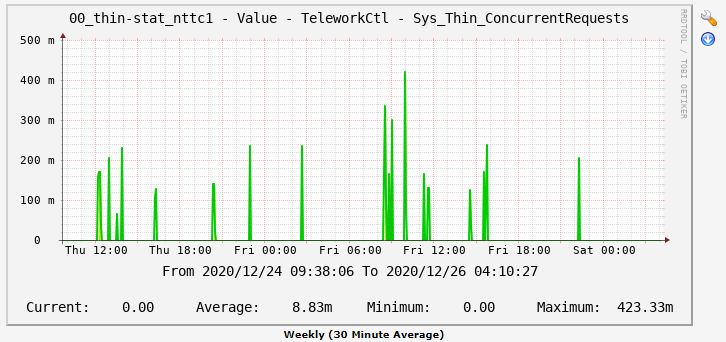 00_thin-stat_nttc1 - Value - TeleworkCtl - Sys_Thin_ConcurrentRequests
RRDTOOL / TOBI OETIKER
500 m
400 m
300 m
200 m
100 m
0
Thu 12:00 Thu 18:00 Fri 00:00 Fri 06:00 Fri 12:00 Fri 18:00 Sat 00:00
From 2020/12/24 09:38:06 To 2020/12/26 04:10:27
Current: 0.00 Average: 8.83m Minimum: 0.00 Maximum: 423.33m
Weekly (30 Minute Average)